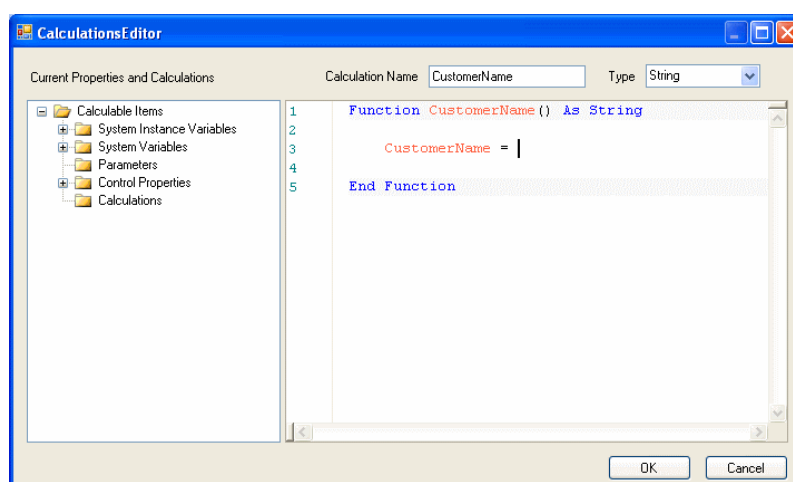 CalculationsEditor
Current Properties and Calculations
Calculation Name CustomerName Type String
Calculable Items
System Instance Variables
System Variables
Parameters
Control Properties
Calculations
1 Function CustomerName() As String
2
3 CustomerName =
4
5 End Function
OK Cancel